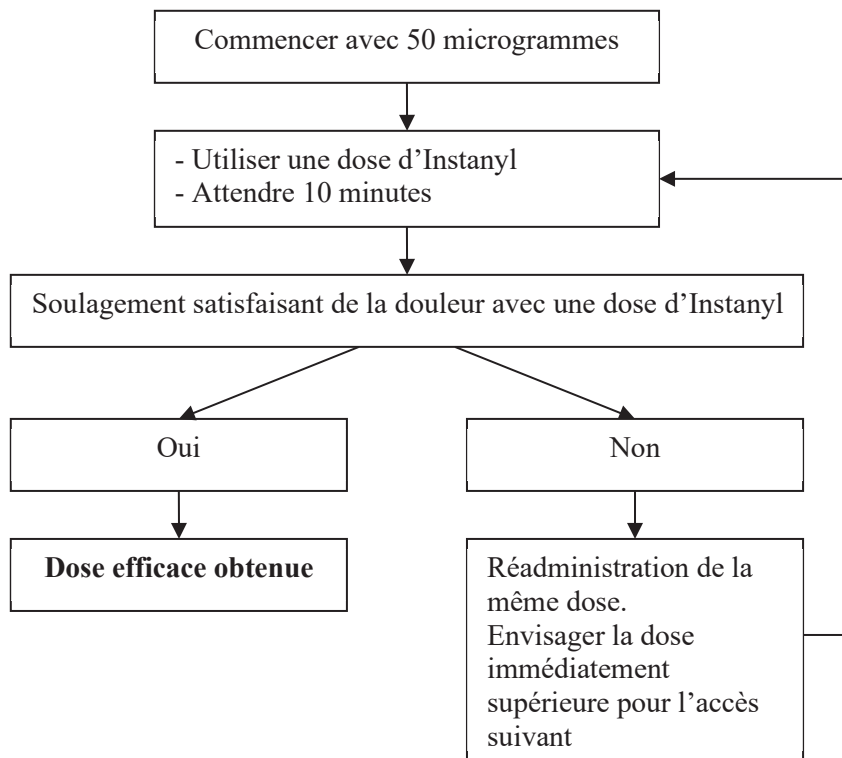 Commencer avec 50 microgrammes
- Utiliser une dose d’Instanyl
- Attendre 10 minutes
Soulagement satisfaisant de la douleur avec une dose d’Instanyl
Oui
Non
Dose efficace obtenue
Réadministration de la
même dose.
Envisager la dose
immédiatement
supérieure pour l’accès
suivant